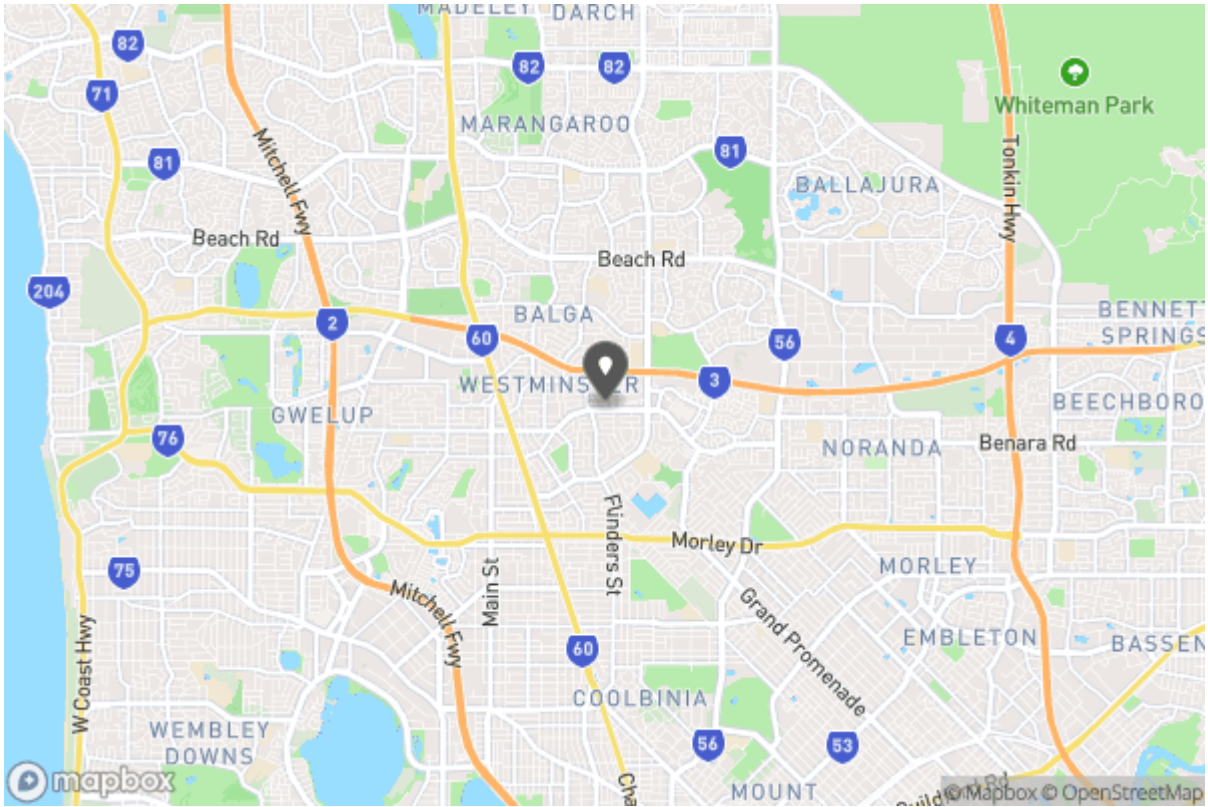 MADELEY
DARCH
82
82
82
71
Whiteman Park
MARANGAROO
Mitchell Fwy
81
81
BALLAJURA
Tonkin Hwy
Beach Rd
Beach Rd
204
BALGA
BENNETT
SPRINGS
2
60
56
4
WESTMINSTER
3
GWELUP
BEECHBORO
76
NORANDA
Benara Rd
Flinders St
Morley Dr
75
Main St
MORLEY
Mitchell Fwy
Grand Promenade
EMBLETON
W Coast Hwy
60
BASSEN
COOLBINIA
WEMBLEY
DOWNS
56
53
Cha
MOUNT
mapbox
© Mapbox © OpenStreetMap